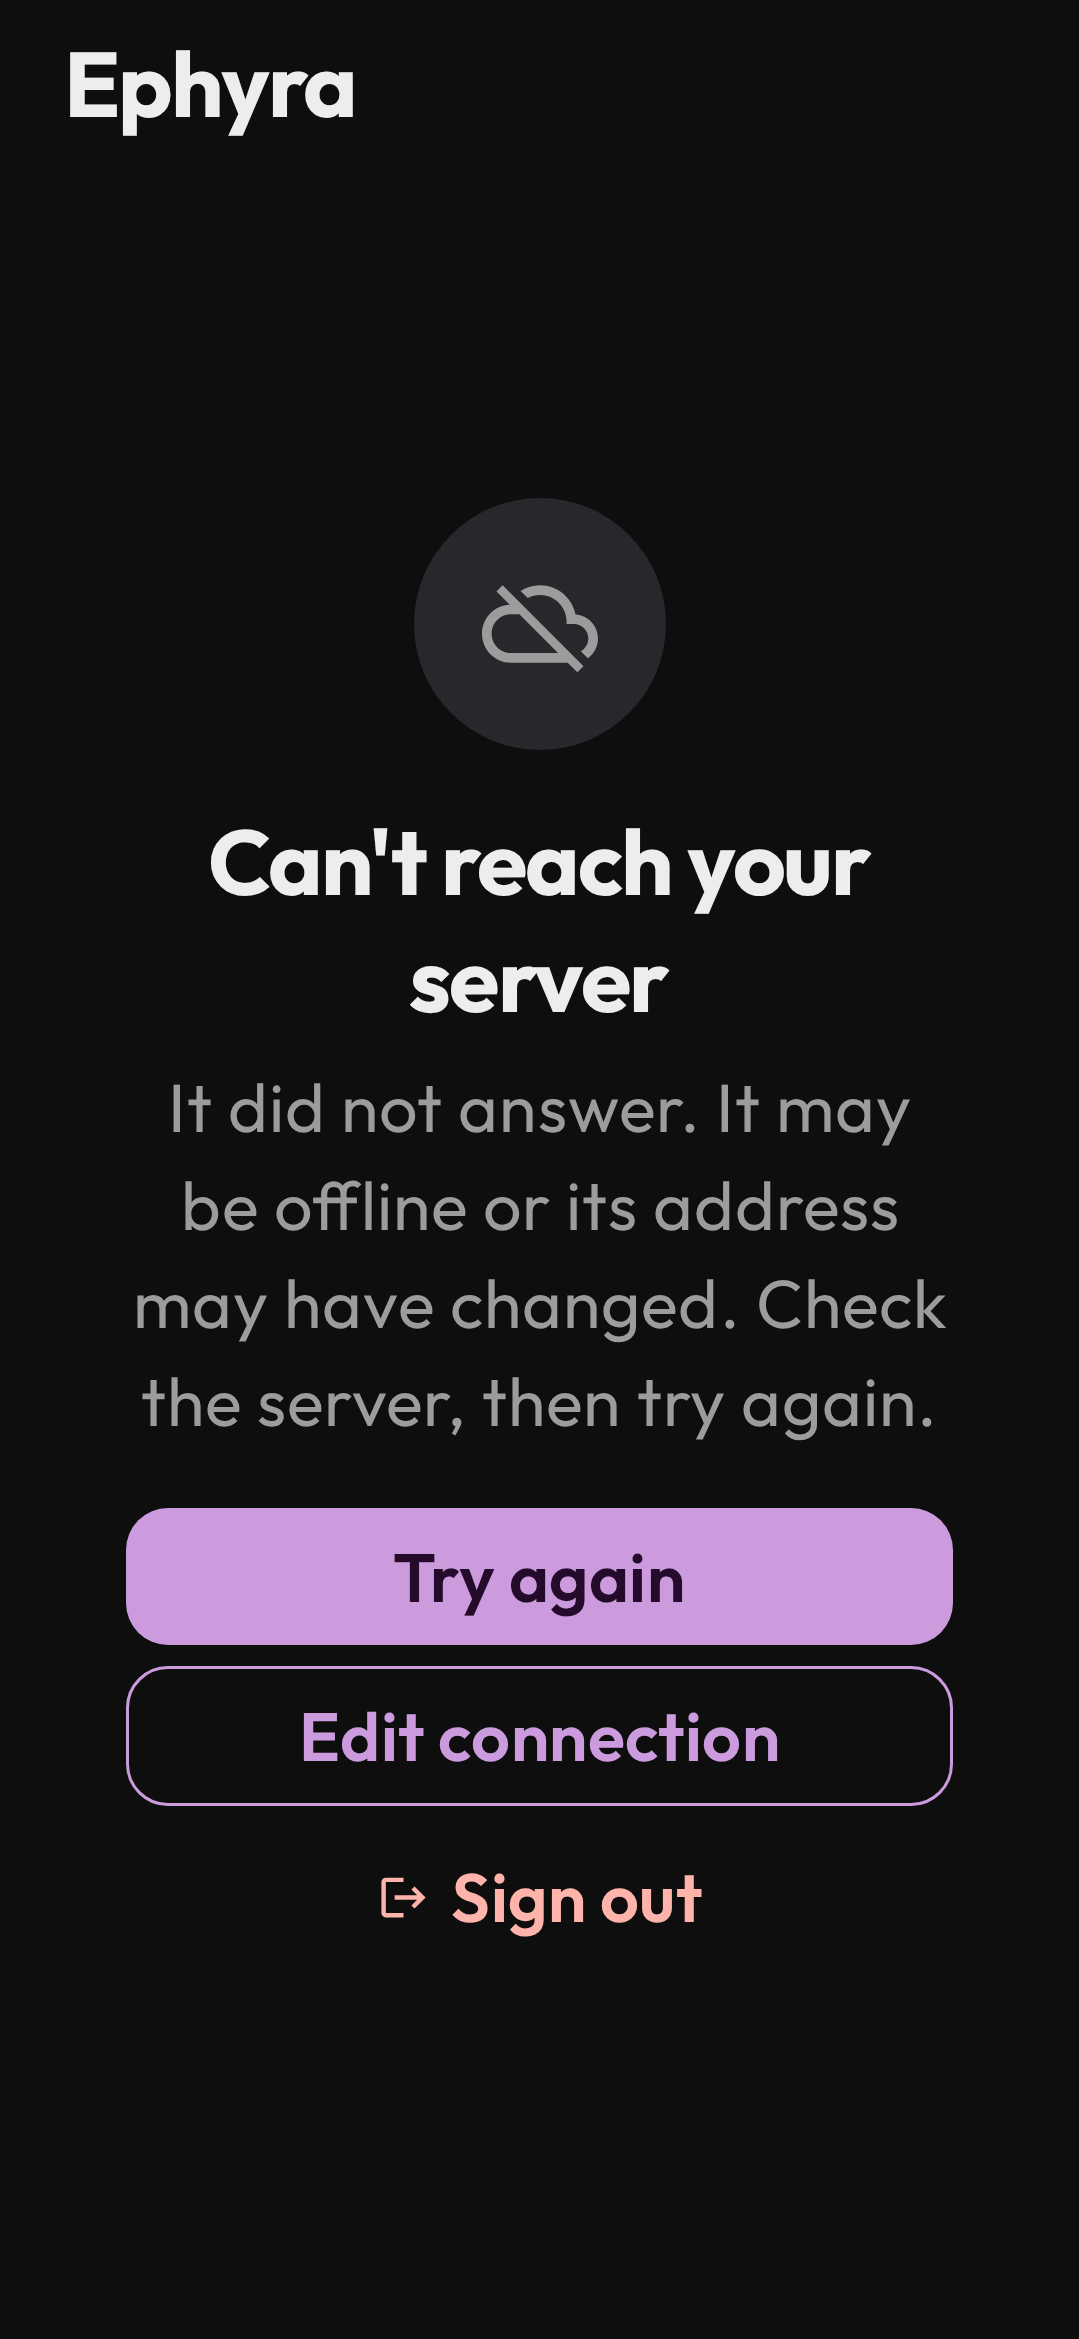 Ephyra
Can't reach your
server
It did not answer. It may
be offline or its address
may have changed. Check
the server, then try again.
Try again
Edit connection
Sign out